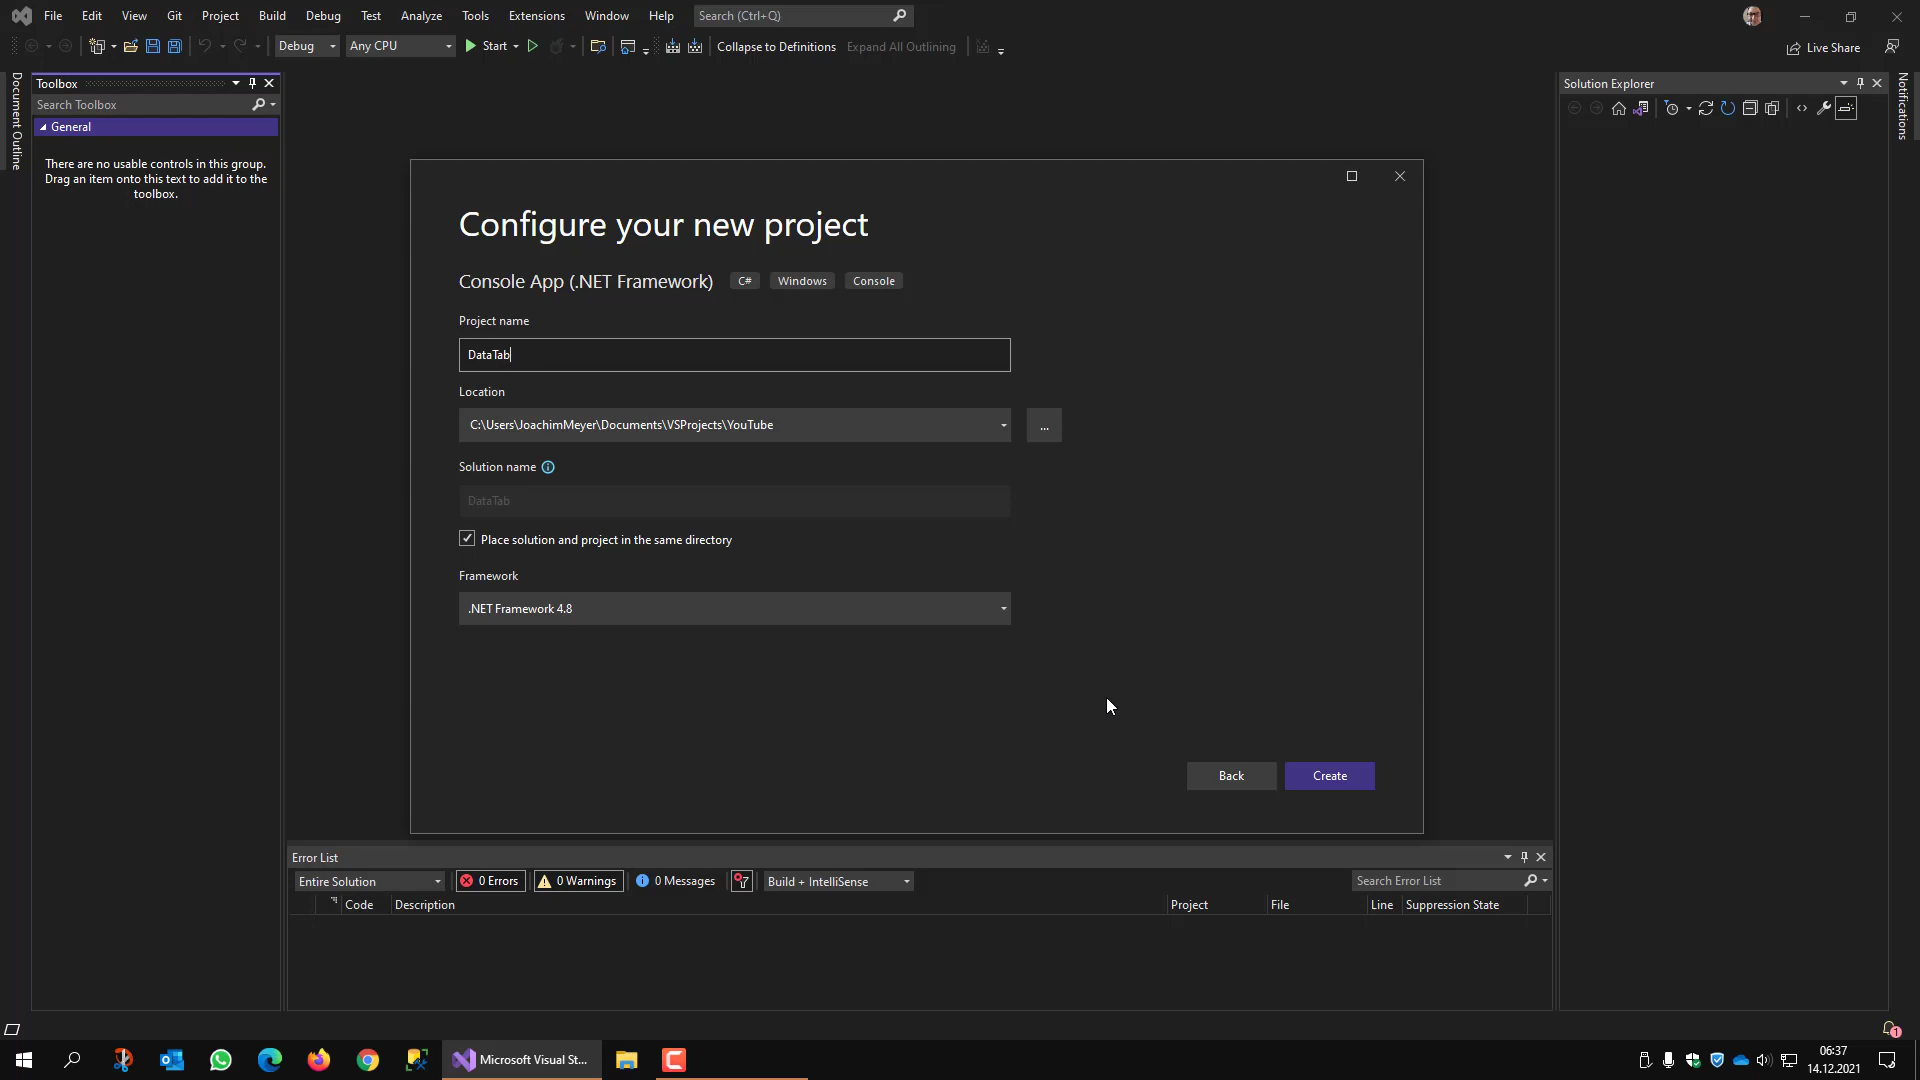 File Edit View Git Project Build Debug Test Analyze Tools Extensions Window Help Search (Ctrl+Q)
Debug Any CPU Start Collapse to Definitions Expand All Outlining Live Share
Document Outline
Toolbox
Search Toolbox
General
There are no usable controls in this group.
Drag an item onto this text to add it to the
toolbox.
Configure your new project
Console App (.NET Framework) C# Windows Console
Project name
DataTab
Location
C:\Users\JoachimMeyer\Documents\VSProjects\YouTube
...
Solution name
DataTab
Place solution and project in the same directory
Framework
.NET Framework 4.8
Back Create
Solution Explorer
Notifications
Error List
Entire Solution 0 Errors 0 Warnings 0 Messages Build + IntelliSense Search Error List
Code Description Project File Line Suppression State
1
Microsoft Visual St...
06:37
14.12.2021